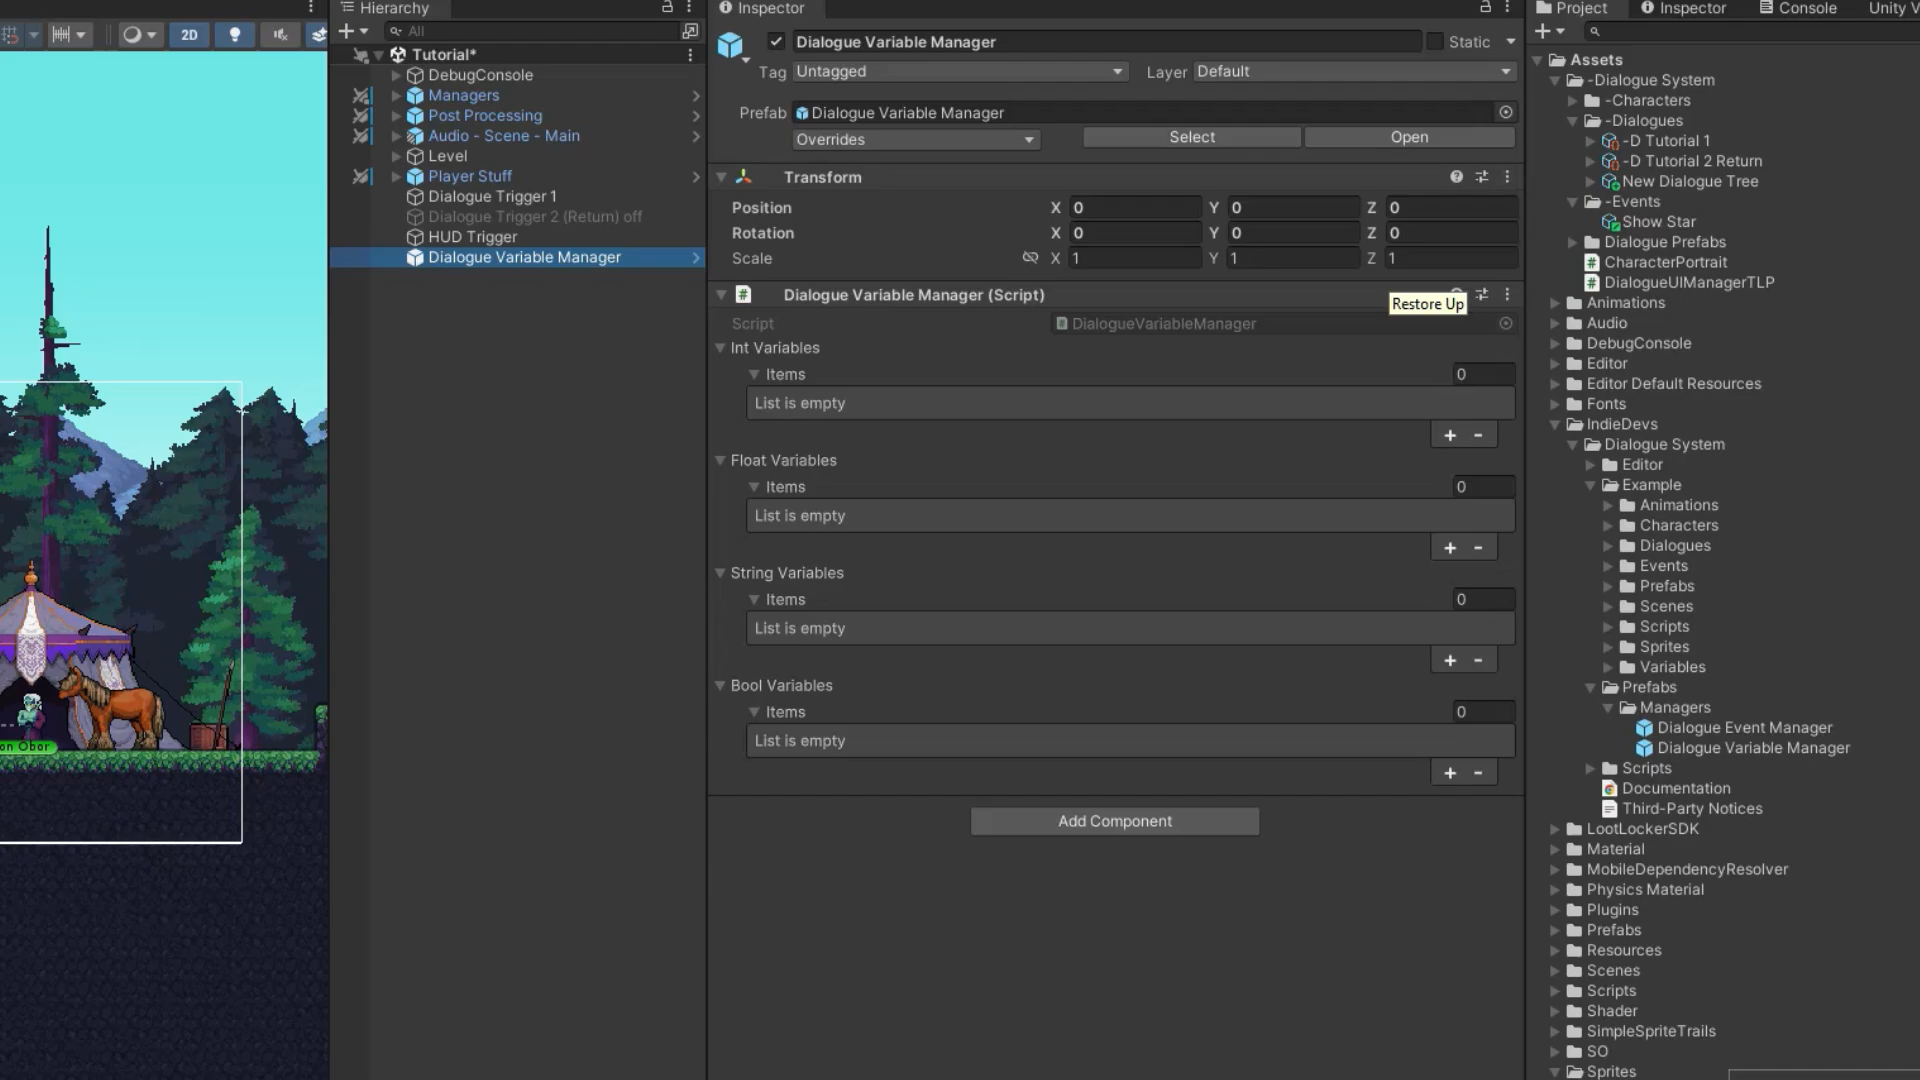 2D
on Obor
Hierarchy
All
Tutorial*
DebugConsole
Managers
Post Processing
Audio - Scene - Main
Level
Player Stuff
Dialogue Trigger 1
Dialogue Trigger 2 (Return) off
HUD Trigger
Dialogue Variable Manager
Inspector
Dialogue Variable Manager
Static
Tag Untagged
Layer Default
Prefab Dialogue Variable Manager
Overrides
Select
Open
Transform
Position X 0 Y 0 Z 0
Rotation X 0 Y 0 Z 0
Scale X 1 Y 1 Z 1
Dialogue Variable Manager (Script)
Restore Up
Script DialogueVariableManager
Int Variables
Items 0
List is empty
+ -
Float Variables
Items 0
List is empty
+ -
String Variables
Items 0
List is empty
+ -
Bool Variables
Items 0
List is empty
+ -
Add Component
Project Inspector Console Unity V
Assets
-Dialogue System
-Characters
-Dialogues
-D Tutorial 1
-D Tutorial 2 Return
New Dialogue Tree
-Events
Show Star
Dialogue Prefabs
CharacterPortrait
DialogueUIManagerTLP
Animations
Audio
DebugConsole
Editor
Editor Default Resources
Fonts
IndieDevs
Dialogue System
Editor
Example
Animations
Characters
Dialogues
Events
Prefabs
Scenes
Scripts
Sprites
Variables
Prefabs
Managers
Dialogue Event Manager
Dialogue Variable Manager
Scripts
Documentation
Third-Party Notices
LootLockerSDK
Material
MobileDependencyResolver
Physics Material
Plugins
Prefabs
Resources
Scenes
Scripts
Shader
SimpleSpriteTrails
SO
Sprites